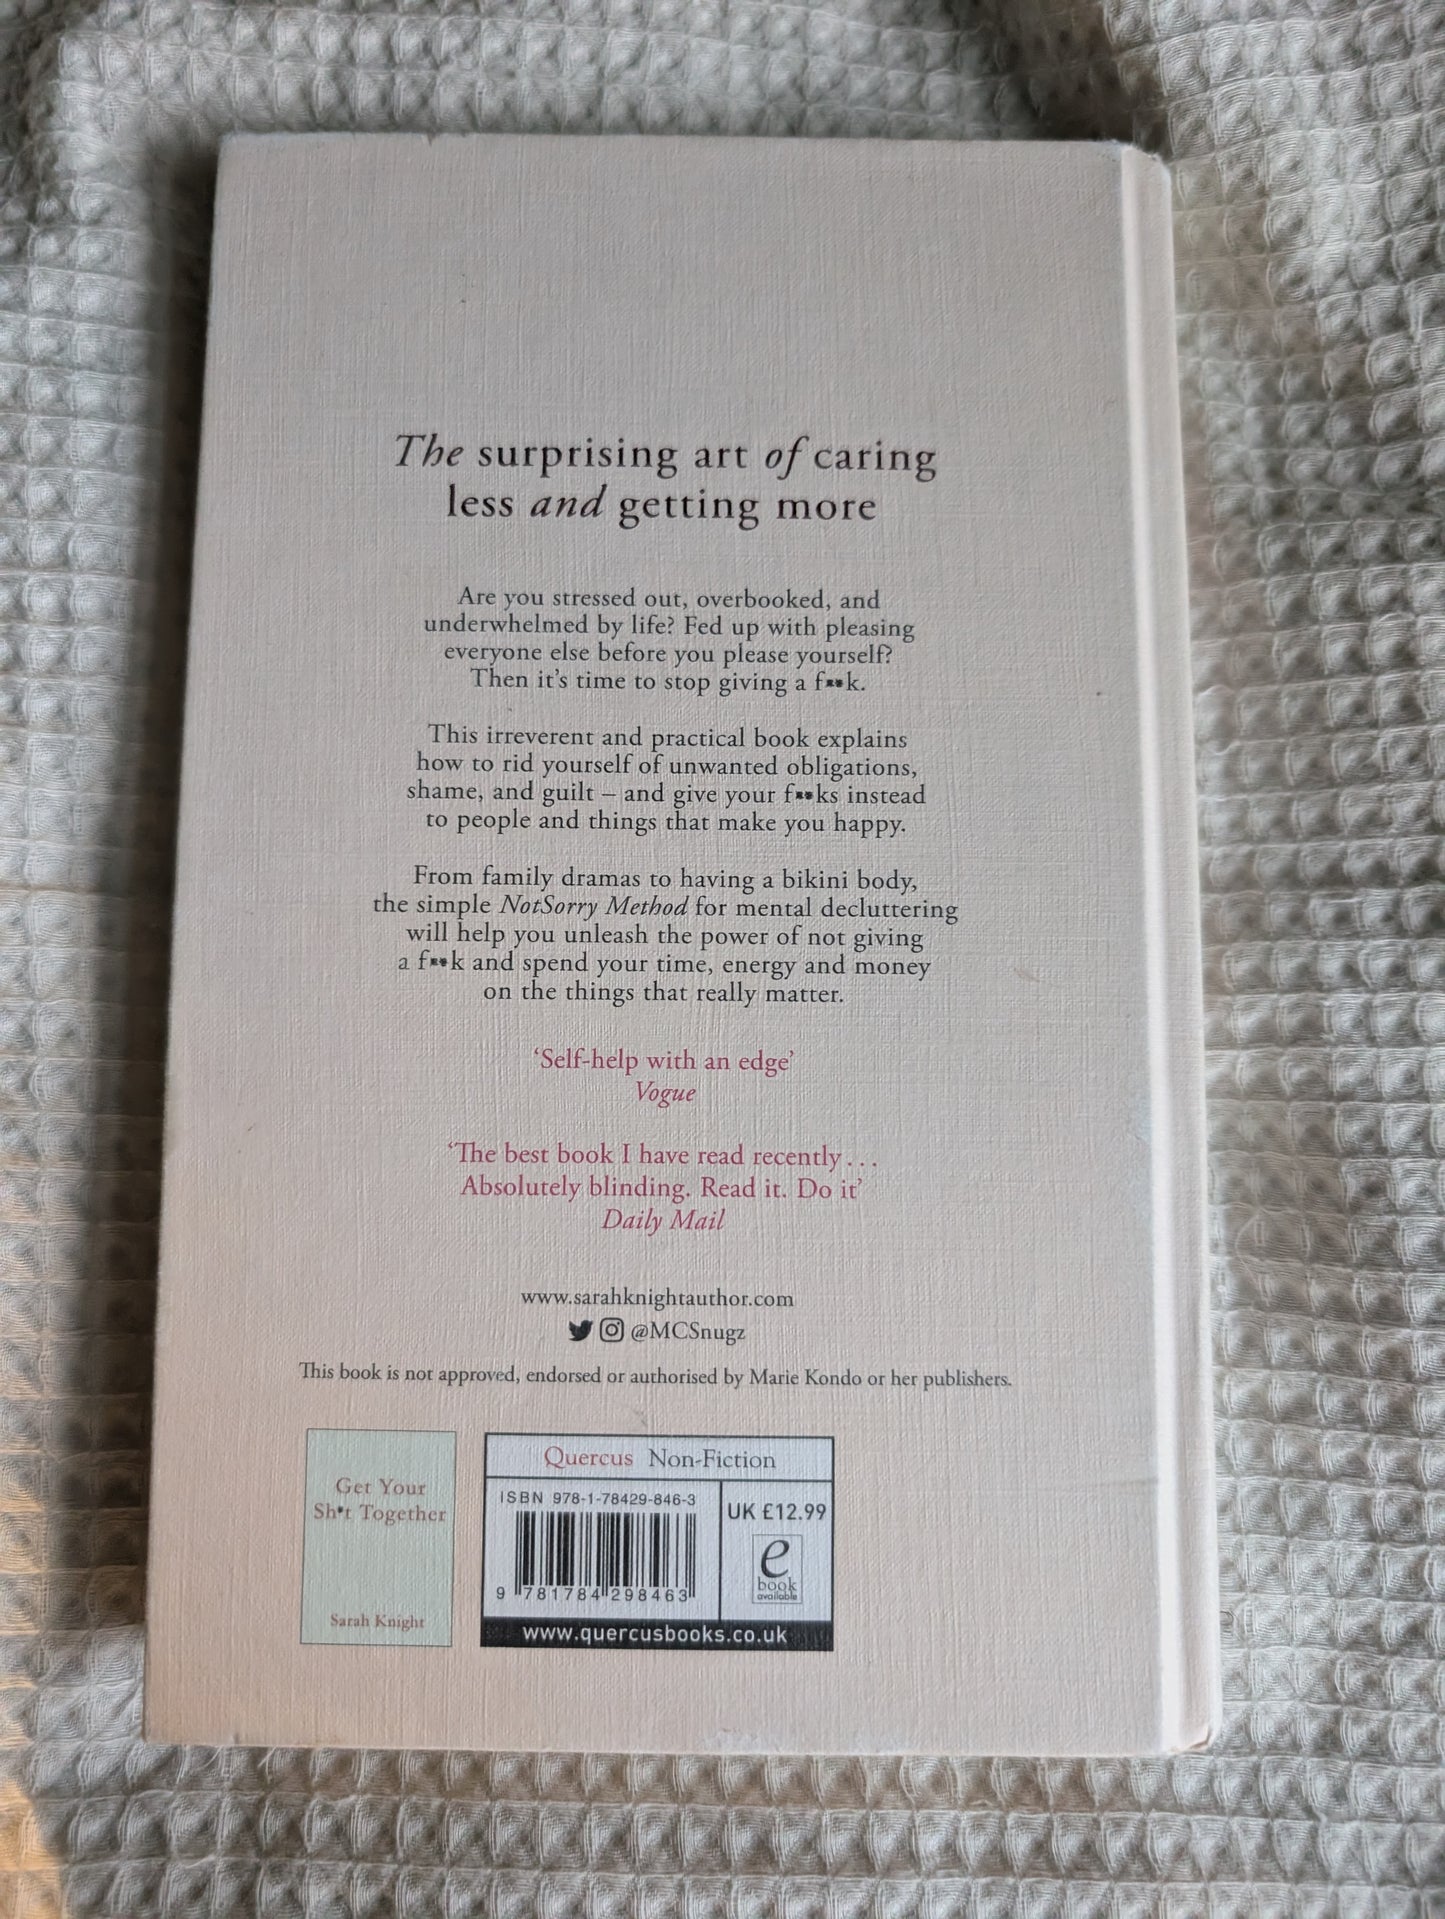 The surprising art of caring
less and getting more
Are you stressed out, overbooked, and
underwhelmed by life? Fed up with pleasing
everyone else before you please yourself?
Then it's time to stop giving a f**k.
This irreverent and practical book explains
how to rid yourself of unwanted obligations,
shame, and guilt – and give your f**ks instead
to people and things that make you happy.
From family dramas to having a bikini body,
the simple NotSorry Method for mental decluttering
will help you unleash the power of not giving
a f**k and spend your time, energy and money
on the things that really matter.
'Self-help with an edge'
Vogue
'The best book I have read recently . . .
Absolutely blinding. Read it. Do it'
Daily Mail
www.sarahknightauthor.com
@MCSnugz
This book is not approved, endorsed or authorised by Marie Kondo or her publishers.
Get Your
Sh*t Together
Sarah Knight
Quercus Non-Fiction
ISBN 978-1-78429-846-3
9 781784 298463
UK £12.99
e
book
available
www.quercusbooks.co.uk